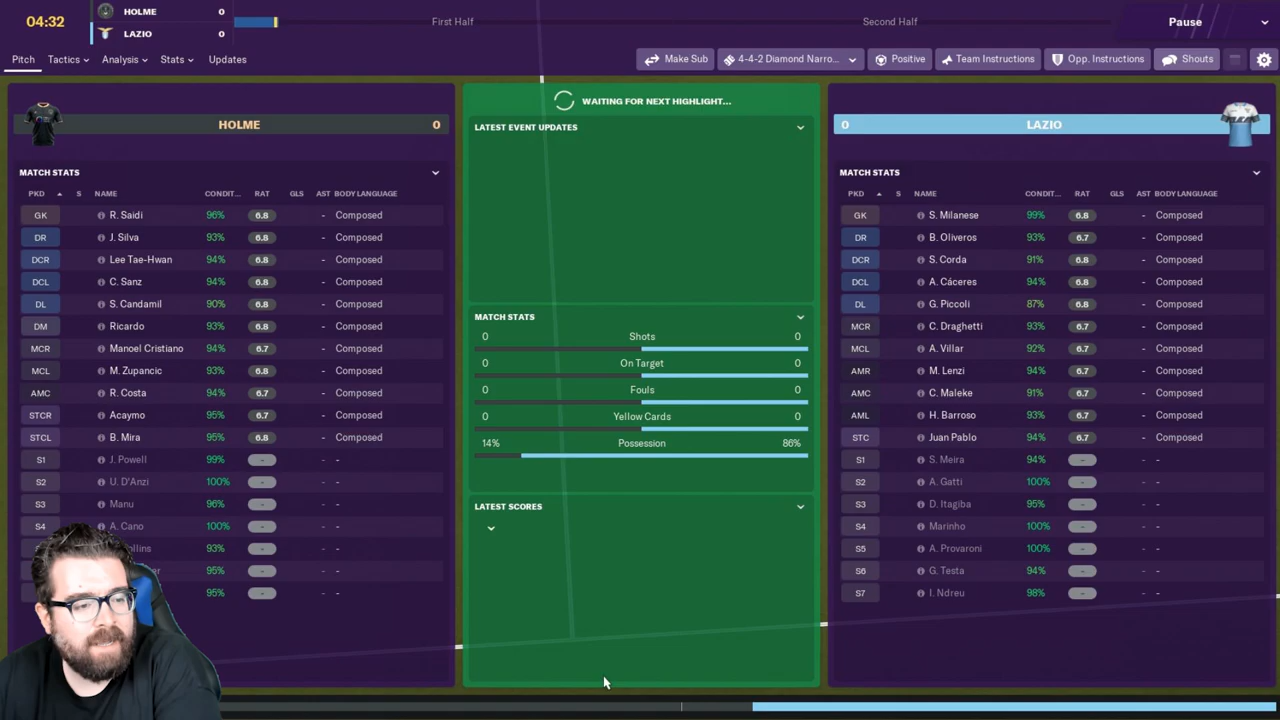 04:32
HOLME 0
LAZIO 0
First Half
Second Half
Pause
Pitch Tactics Analysis Stats Updates
Make Sub 4-4-2 Diamond Narro... Positive Team Instructions Opp. Instructions Shouts
HOLME 0
MATCH STATS
PKD S NAME CONDIT... RAT GLS AST BODY LANGUAGE
GK R. Saidi 96% 6.8 - Composed
DR J. Silva 93% 6.8 - Composed
DCR Lee Tae-Hwan 94% 6.8 - Composed
DCL C. Sanz 94% 6.8 - Composed
DL S. Candamil 90% 6.8 - Composed
DM Ricardo 93% 6.8 - Composed
MCR Manoel Cristiano 94% 6.7 - Composed
MCL M. Zupancic 93% 6.8 - Composed
AMC R. Costa 94% 6.7 - Composed
STCR Acaymo 95% 6.7 - Composed
STCL B. Mira 95% 6.8 - Composed
S1 J. Powell 99% - - -
S2 U. D'Anzi 100% - - -
S3 Manu 96% - - -
S4 A. Cano 100% - - -
93% - - -
95% - - -
95% - - -
WAITING FOR NEXT HIGHLIGHT...
LATEST EVENT UPDATES
MATCH STATS
0 Shots 0
0 On Target 0
0 Fouls 0
0 Yellow Cards 0
14% Possession 86%
LATEST SCORES
0 LAZIO
MATCH STATS
PKD S NAME CONDIT... RAT GLS AST BODY LANGUAGE
GK S. Milanese 99% 6.8 - Composed
DR B. Oliveros 93% 6.7 - Composed
DCR S. Corda 91% 6.8 - Composed
DCL A. Cáceres 94% 6.8 - Composed
DL G. Piccoli 87% 6.8 - Composed
MCR C. Draghetti 93% 6.7 - Composed
MCL A. Villar 92% 6.8 - Composed
AMR M. Lenzi 94% 6.7 - Composed
AMC C. Maleke 91% 6.8 - Composed
AML H. Barroso 93% 6.7 - Composed
STC Juan Pablo 94% 6.7 - Composed
S1 S. Meira 94% - - -
S2 A. Gatti 100% - - -
S3 D. Itagiba 95% - - -
S4 Marinho 100% - - -
S5 A. Provaroni 100% - - -
S6 G. Testa 94% - - -
S7 I. Ndreu 98% - - -